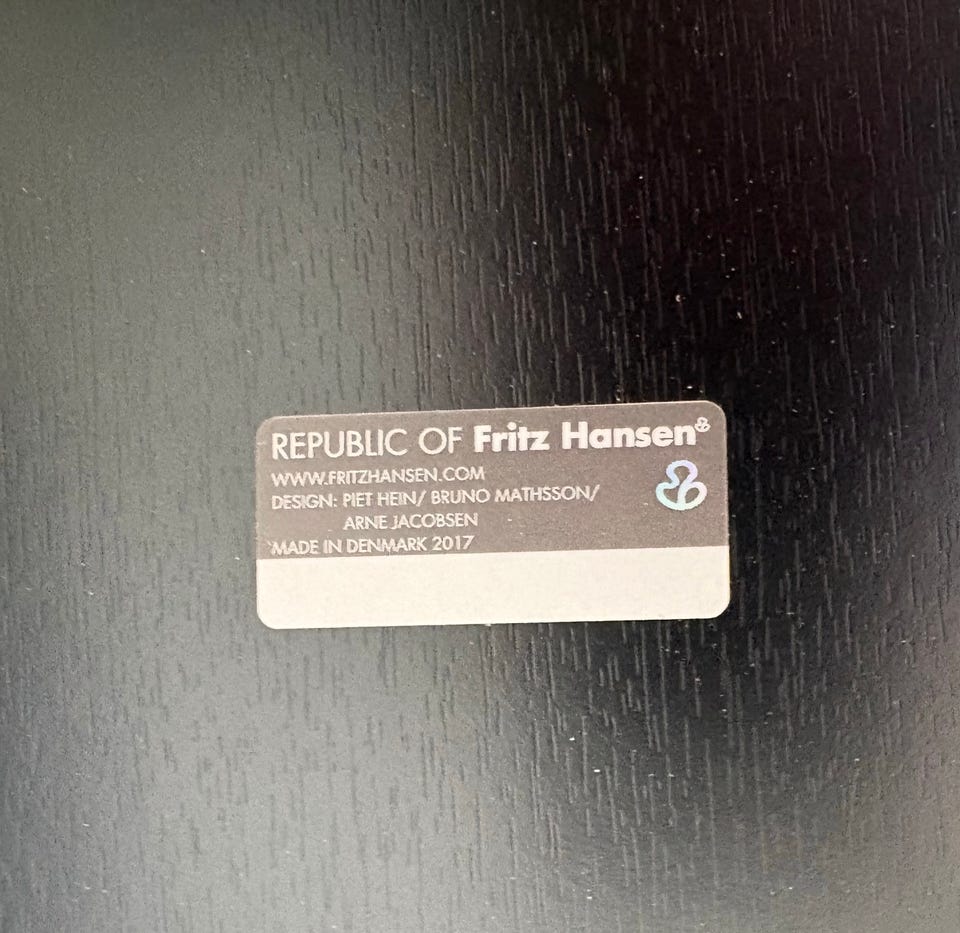 REPUBLIC OF Fritz Hansen
WWW.FRITZHANSEN.COM
DESIGN: PIET HEIN/ BRUNO MATHSSON/
ARNE JACOBSEN
MADE IN DENMARK 2017